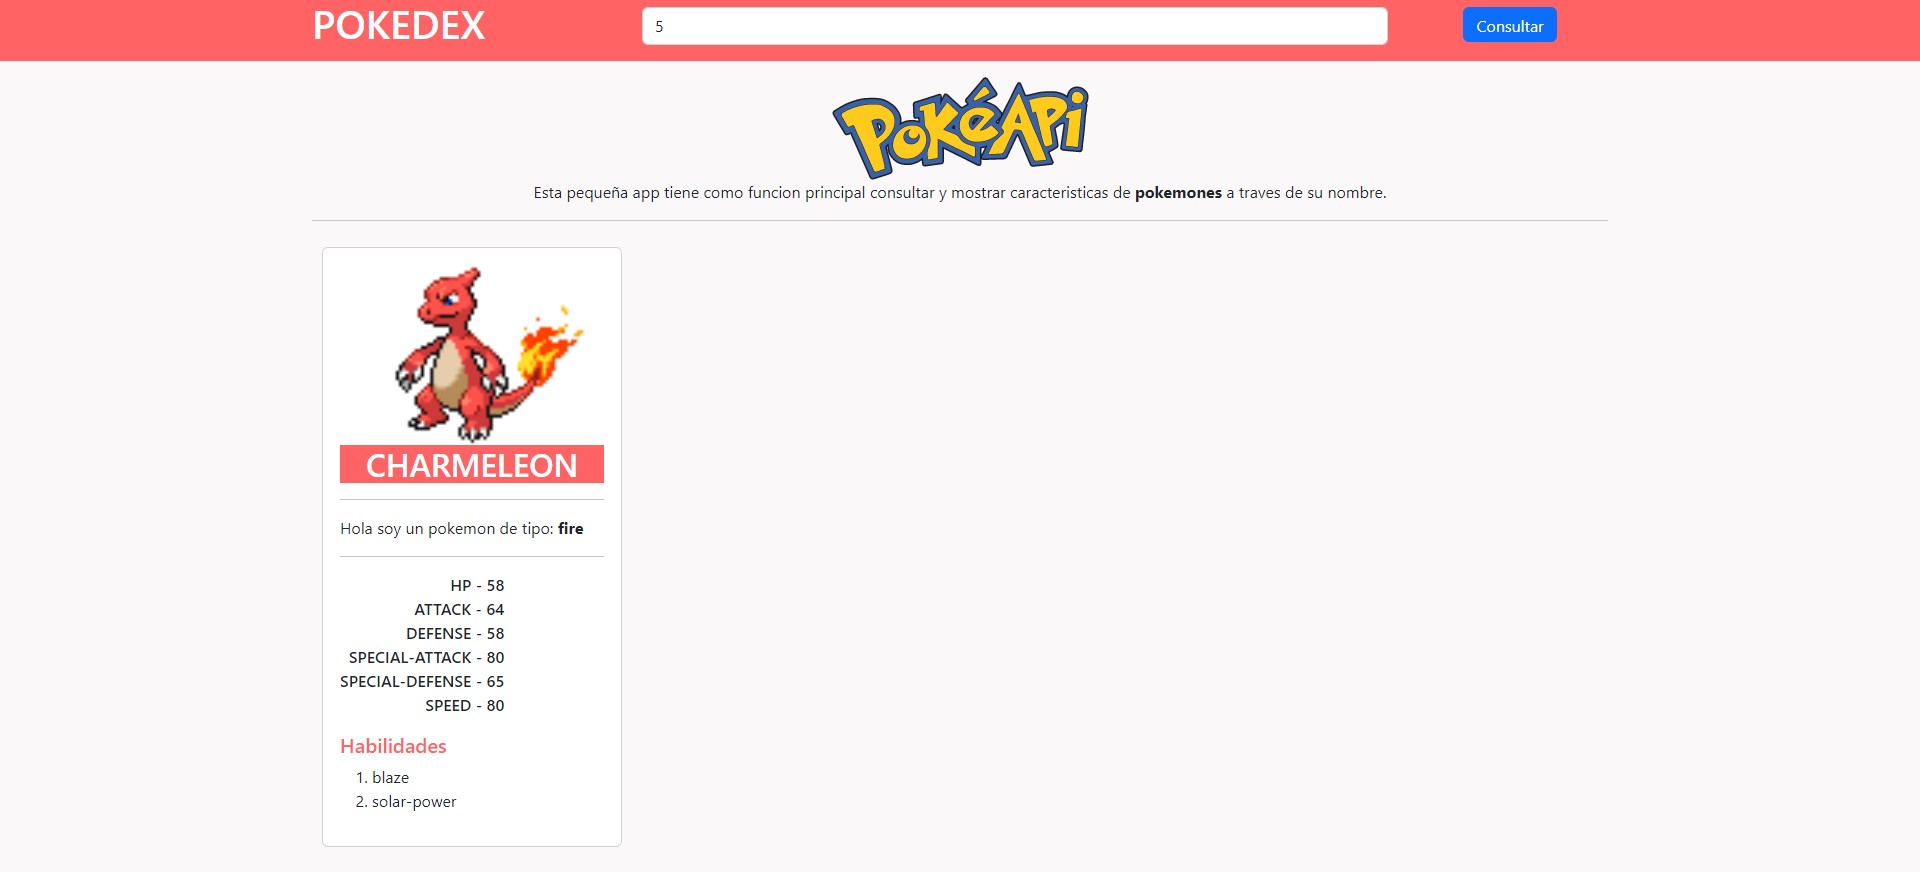 POKEDEX
5
Consultar
PokéApi
Esta pequeña app tiene como funcion principal consultar y mostrar caracteristicas de pokemones a traves de su nombre.
CHARMELEON
Hola soy un pokemon de tipo: fire
HP - 58
ATTACK - 64
DEFENSE - 58
SPECIAL-ATTACK - 80
SPECIAL-DEFENSE - 65
SPEED - 80
Habilidades
1. blaze
2. solar-power